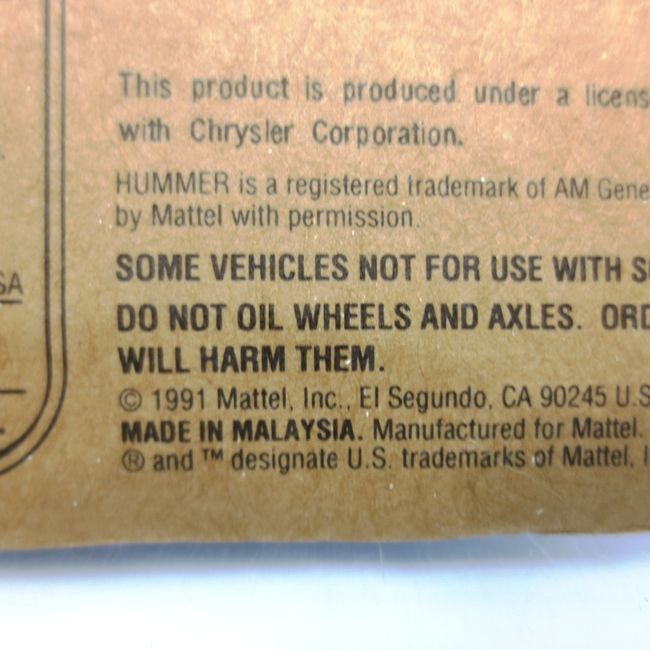 This product is produced under a licens
with Chrysler Corporation.
HUMMER is a registered trademark of AM Gene
by Mattel with permission.
SOME VEHICLES NOT FOR USE WITH S
DO NOT OIL WHEELS AND AXLES. ORD
WILL HARM THEM.
SA
© 1991 Mattel, Inc., El Segundo, CA 90245 U.S
MADE IN MALAYSIA. Manufactured for Mattel.
® and ™ designate U.S. trademarks of Mattel, I